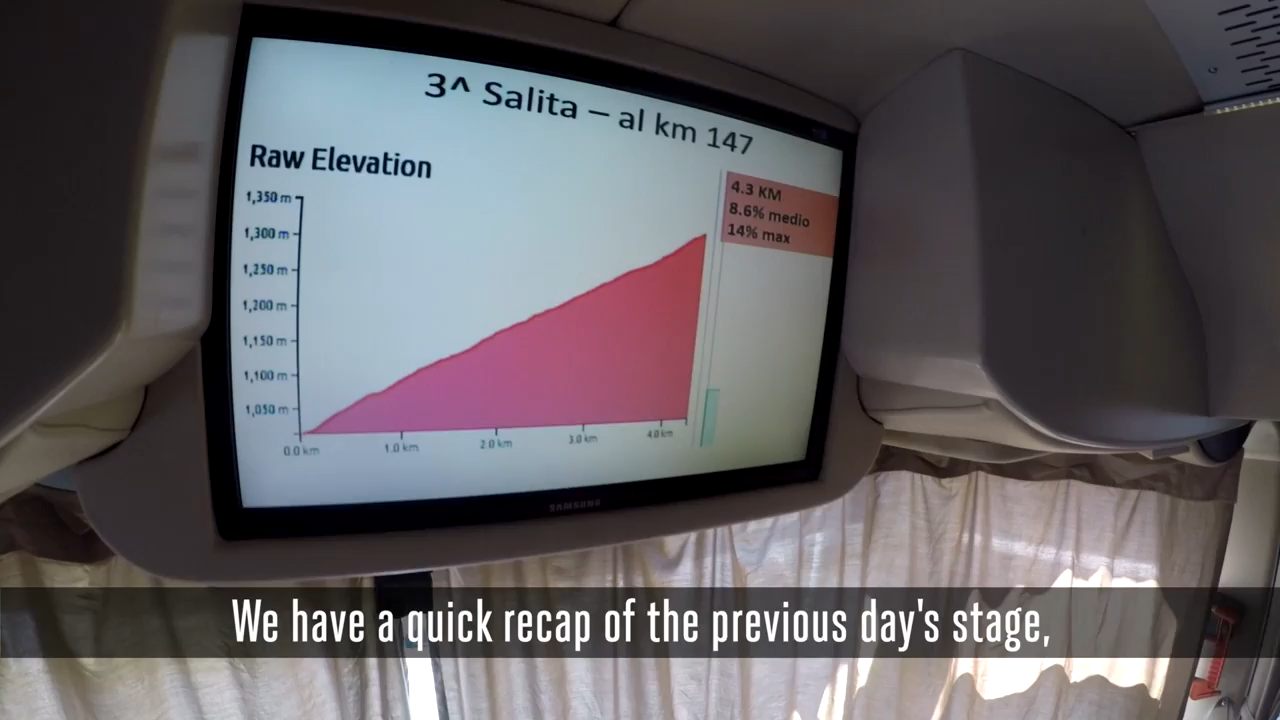 3^ Salita – al km 147
Raw Elevation
4.3 KM
8.6% medio
14% max
1,350 m
1,300 m
1,250 m
1,200 m
1,150 m
1,100 m
1,050 m
0.0 km 1.0 km 2.0 km 3.0 km 4.0 km
SAMSUNG
We have a quick recap of the previous day's stage,